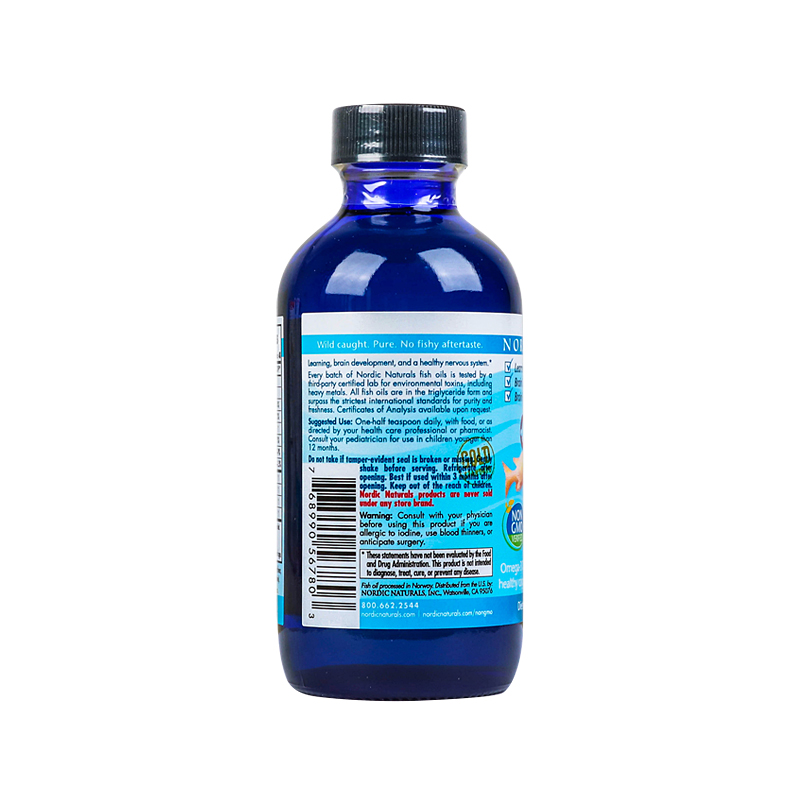 Wild caught. Pure. No fishy aftertaste.
NOR
Learning, brain development, and a healthy nervous system.*
Every batch of Nordic Naturals fish oils is tested by a
third-party certified lab for environmental toxins, including
heavy metals. All fish oils are in the triglyceride form and
surpass the strictest international standards for purity and
freshness. Certificates of Analysis available upon request.
Suggested Use: One-half teaspoon daily, with food, or as
directed by your health care professional or pharmacist.
Consult your pediatrician for use in children younger than
12 months.
Do not take if tamper-evident seal is broken or missing.
shake before serving. Refrigerate after
opening. Best if used within 3 months after
opening. Keep out of the reach of children.
Nordic Naturals products are never sold
under any store brand.
Warning: Consult with your physician
before using this product if you are
allergic to iodine, use blood thinners, or
anticipate surgery.
* These statements have not been evaluated by the Food
and Drug Administration. This product is not intended
to diagnose, treat, cure, or prevent any disease.
Fish oil processed in Norway. Distributed from the U.S. by:
NORDIC NATURALS, INC., Watsonville, CA 95076
800.662.2544
nordicnaturals.com | nordicnaturals.com/nongmo
7 68990 56780 3
Learn
Brai
Brai
GOLD
NON
GMO
VERIFIED
Omega-3
healthy co
Die